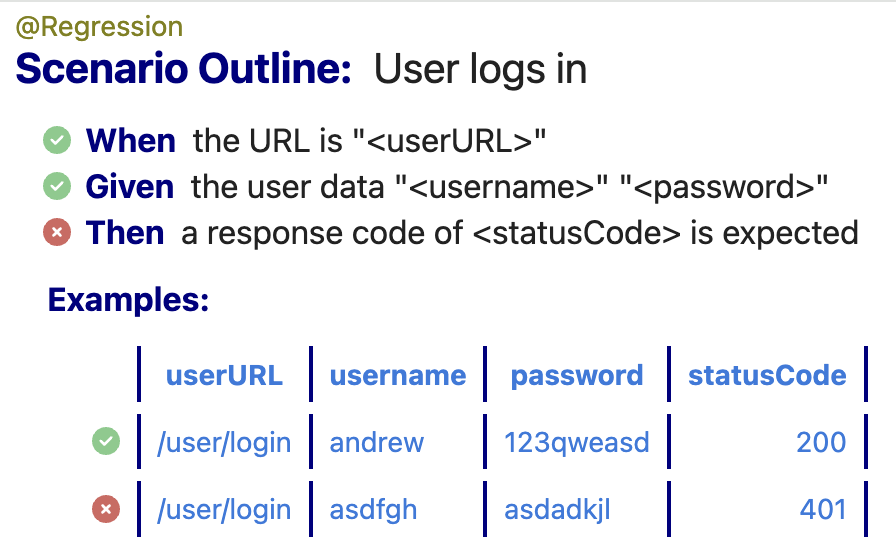 @Regression
Scenario Outline: User logs in
When the URL is "<userURL>"
Given the user data "<username>" "<password>"
Then a response code of <statusCode> is expected
Examples:
userURL username password statusCode
/user/login andrew 123qweasd 200
/user/login asdfgh asdadkjl 401